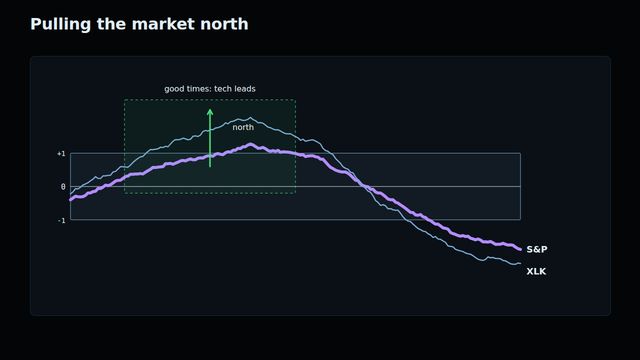 Pulling the market north
good times: tech leads
north
+1
0
-1
S&P
XLK